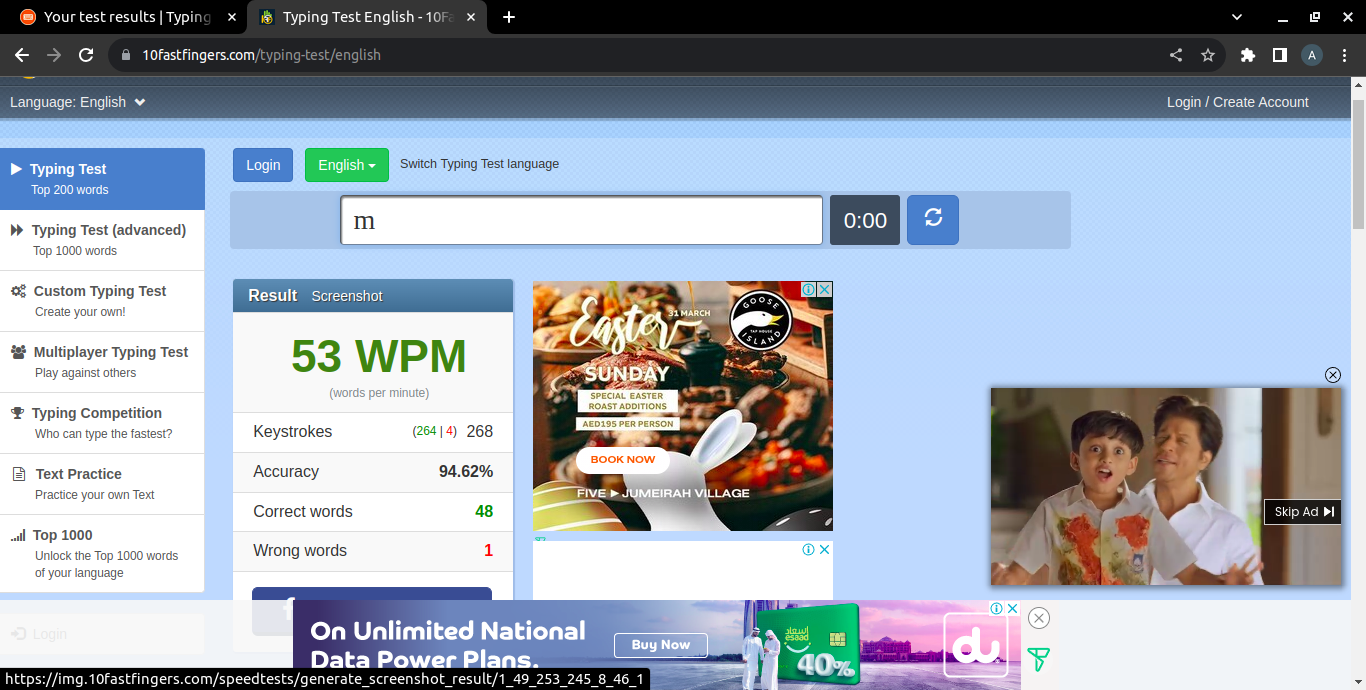 Your test results | Typing
Typing Test English - 10Fa
10fastfingers.com/typing-test/english
A
Language: English
Login / Create Account
Typing Test
Top 200 words
Typing Test (advanced)
Top 1000 words
Custom Typing Test
Create your own!
Multiplayer Typing Test
Play against others
Typing Competition
Who can type the fastest?
Text Practice
Practice your own Text
Top 1000
Unlock the Top 1000 words
of your language
Login
Login
English
Switch Typing Test language
m
0:00
Result Screenshot
53 WPM
(words per minute)
Keystrokes (264 | 4) 268
Accuracy 94.62%
Correct words 48
Wrong words 1
f
Easter
31 MARCH
SUNDAY
GOOSE
TAP HOUSE
ISLAND
SPECIAL EASTER
ROAST ADDITIONS
AED195 PER PERSON
BOOK NOW
FIVE ▶ JUMEIRAH VILLAGE
Skip Ad
On Unlimited National
Data Power Plans.
Buy Now
إسعاد
esaad
40%
du
https://img.10fastfingers.com/speedtests/generate_screenshot_result/1_49_253_245_8_46_1